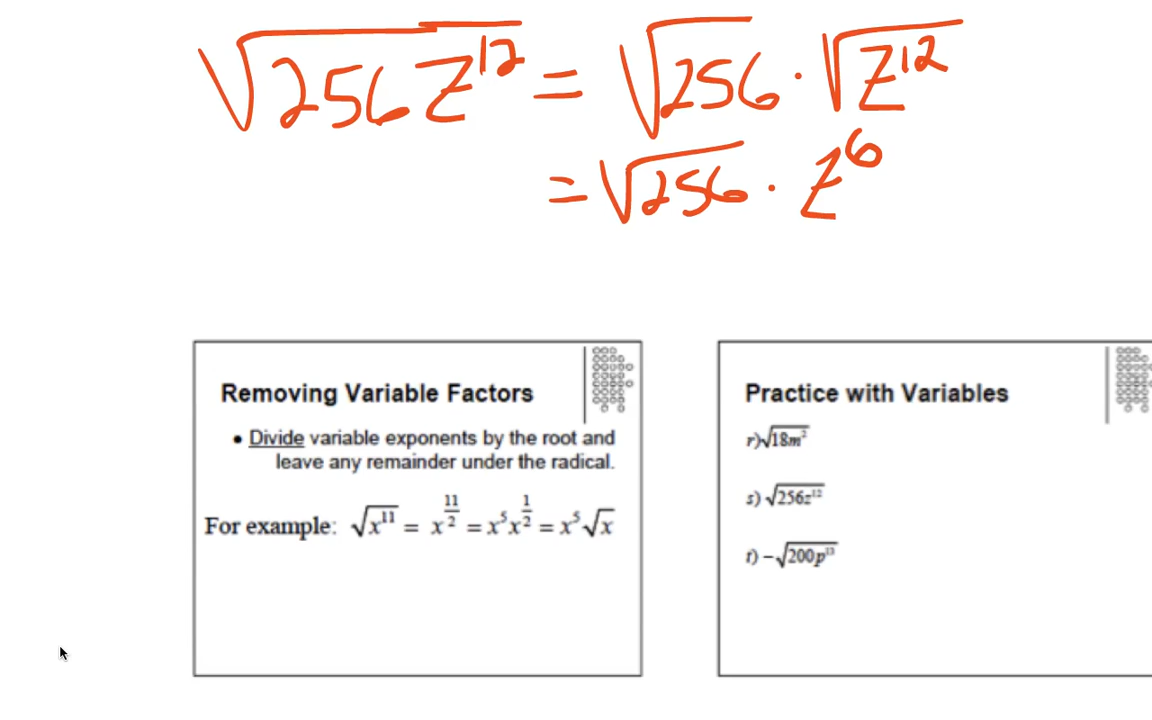 √256z¹² = √256 · √z¹²
= √256 · z⁶
Removing Variable Factors
• Divide variable exponents by the root and
leave any remainder under the radical.
For example: √x¹¹ = x^(11/2) = x⁵x^(1/2) = x⁵√x
Practice with Variables
r) √18m²
s) √256z¹²
t) −√200p¹³